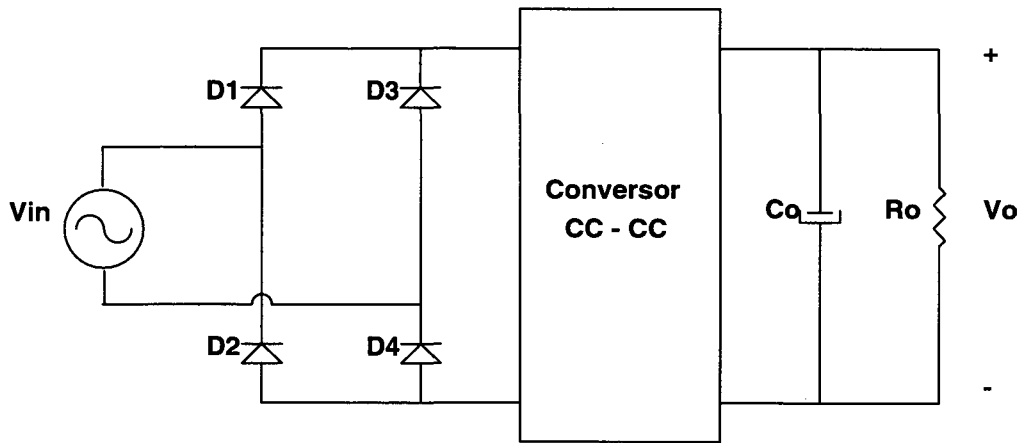 D1
D3
Vin
Conversor
CC - CC
Co
Ro
Vo
+
D2
D4
-